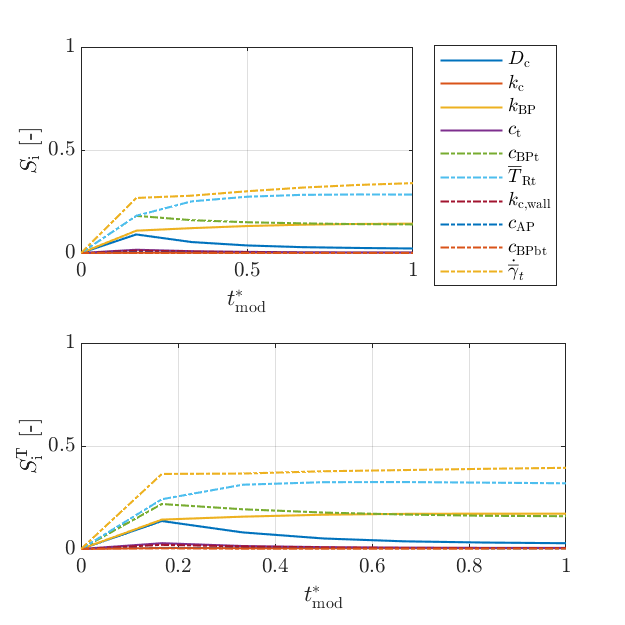 1
0.5
0
S_i [-]
0 0.5 1
t*_mod
D_c
k_c
k_BP
c_t
c_BPt
T̅_Rt
k_c,wall
c_AP
c_BPbt
γ̇̅_t
1
0.5
0
S_i^T [-]
0 0.2 0.4 0.6 0.8 1
t*_mod